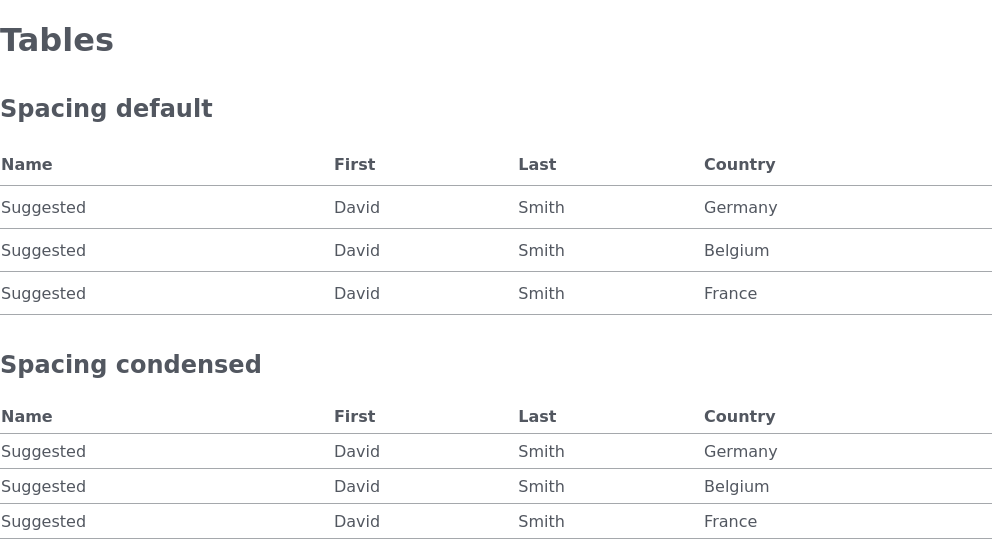 Tables
Spacing default
Name First Last Country
Suggested David Smith Germany
Suggested David Smith Belgium
Suggested David Smith France
Spacing condensed
Name First Last Country
Suggested David Smith Germany
Suggested David Smith Belgium
Suggested David Smith France